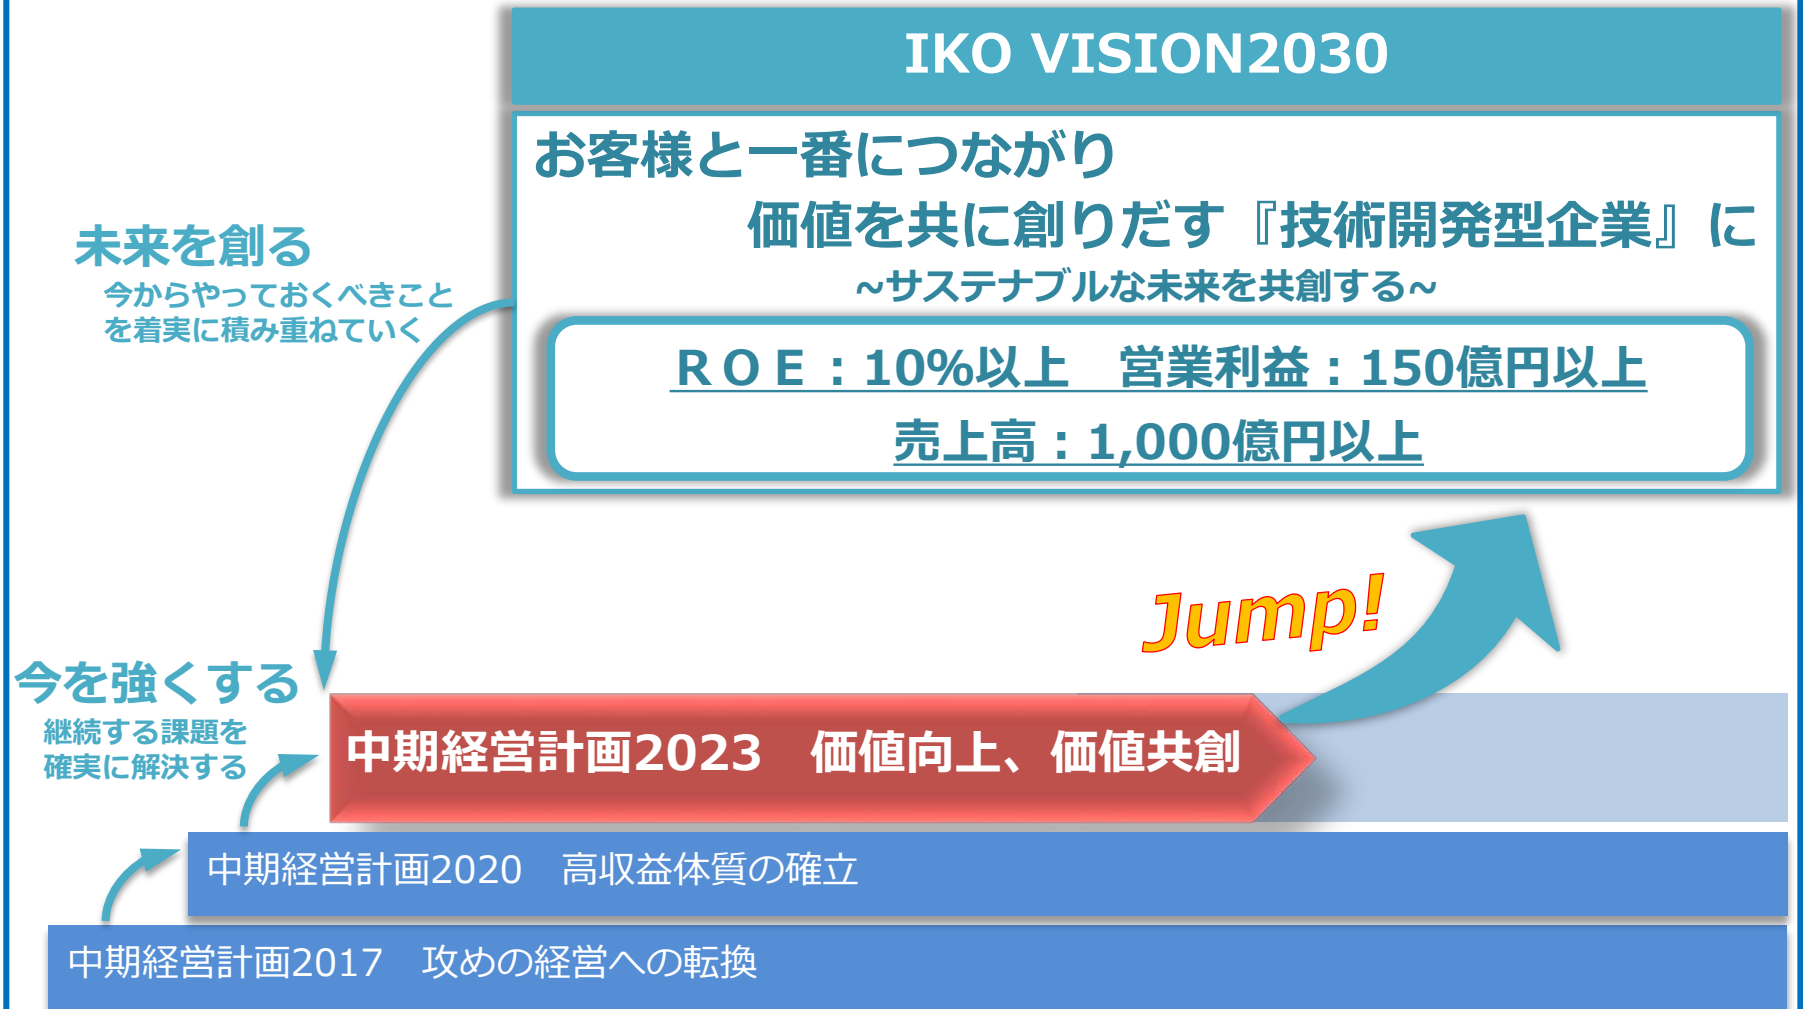 IKO VISION2030
お客様と一番につながり
価値を共に創りだす『技術開発型企業』に
~サステナブルな未来を共創する~
ＲＯＥ：10%以上　営業利益：150億円以上
売上高：1,000億円以上
未来を創る
今からやっておくべきこと
を着実に積み重ねていく
Jump!
今を強くする
継続する課題を
確実に解決する
中期経営計画2023　価値向上、価値共創
中期経営計画2020　高収益体質の確立
中期経営計画2017　攻めの経営への転換